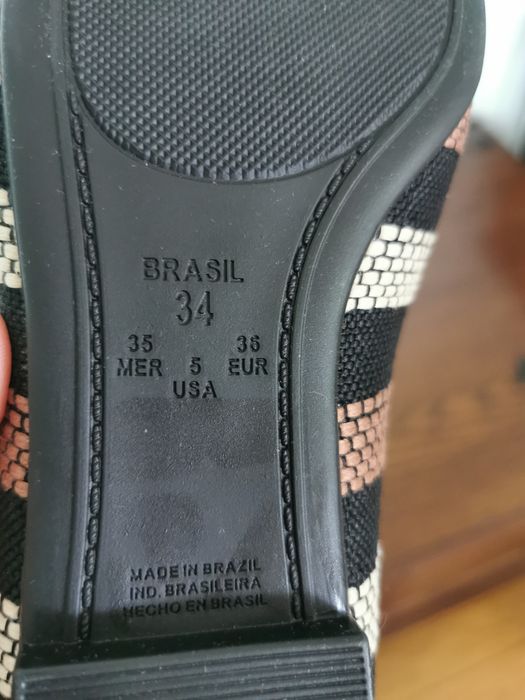 BRASIL
34
35 36
MER 5 EUR
USA
MADE IN BRAZIL
IND. BRASILEIRA
HECHO EN BRASIL